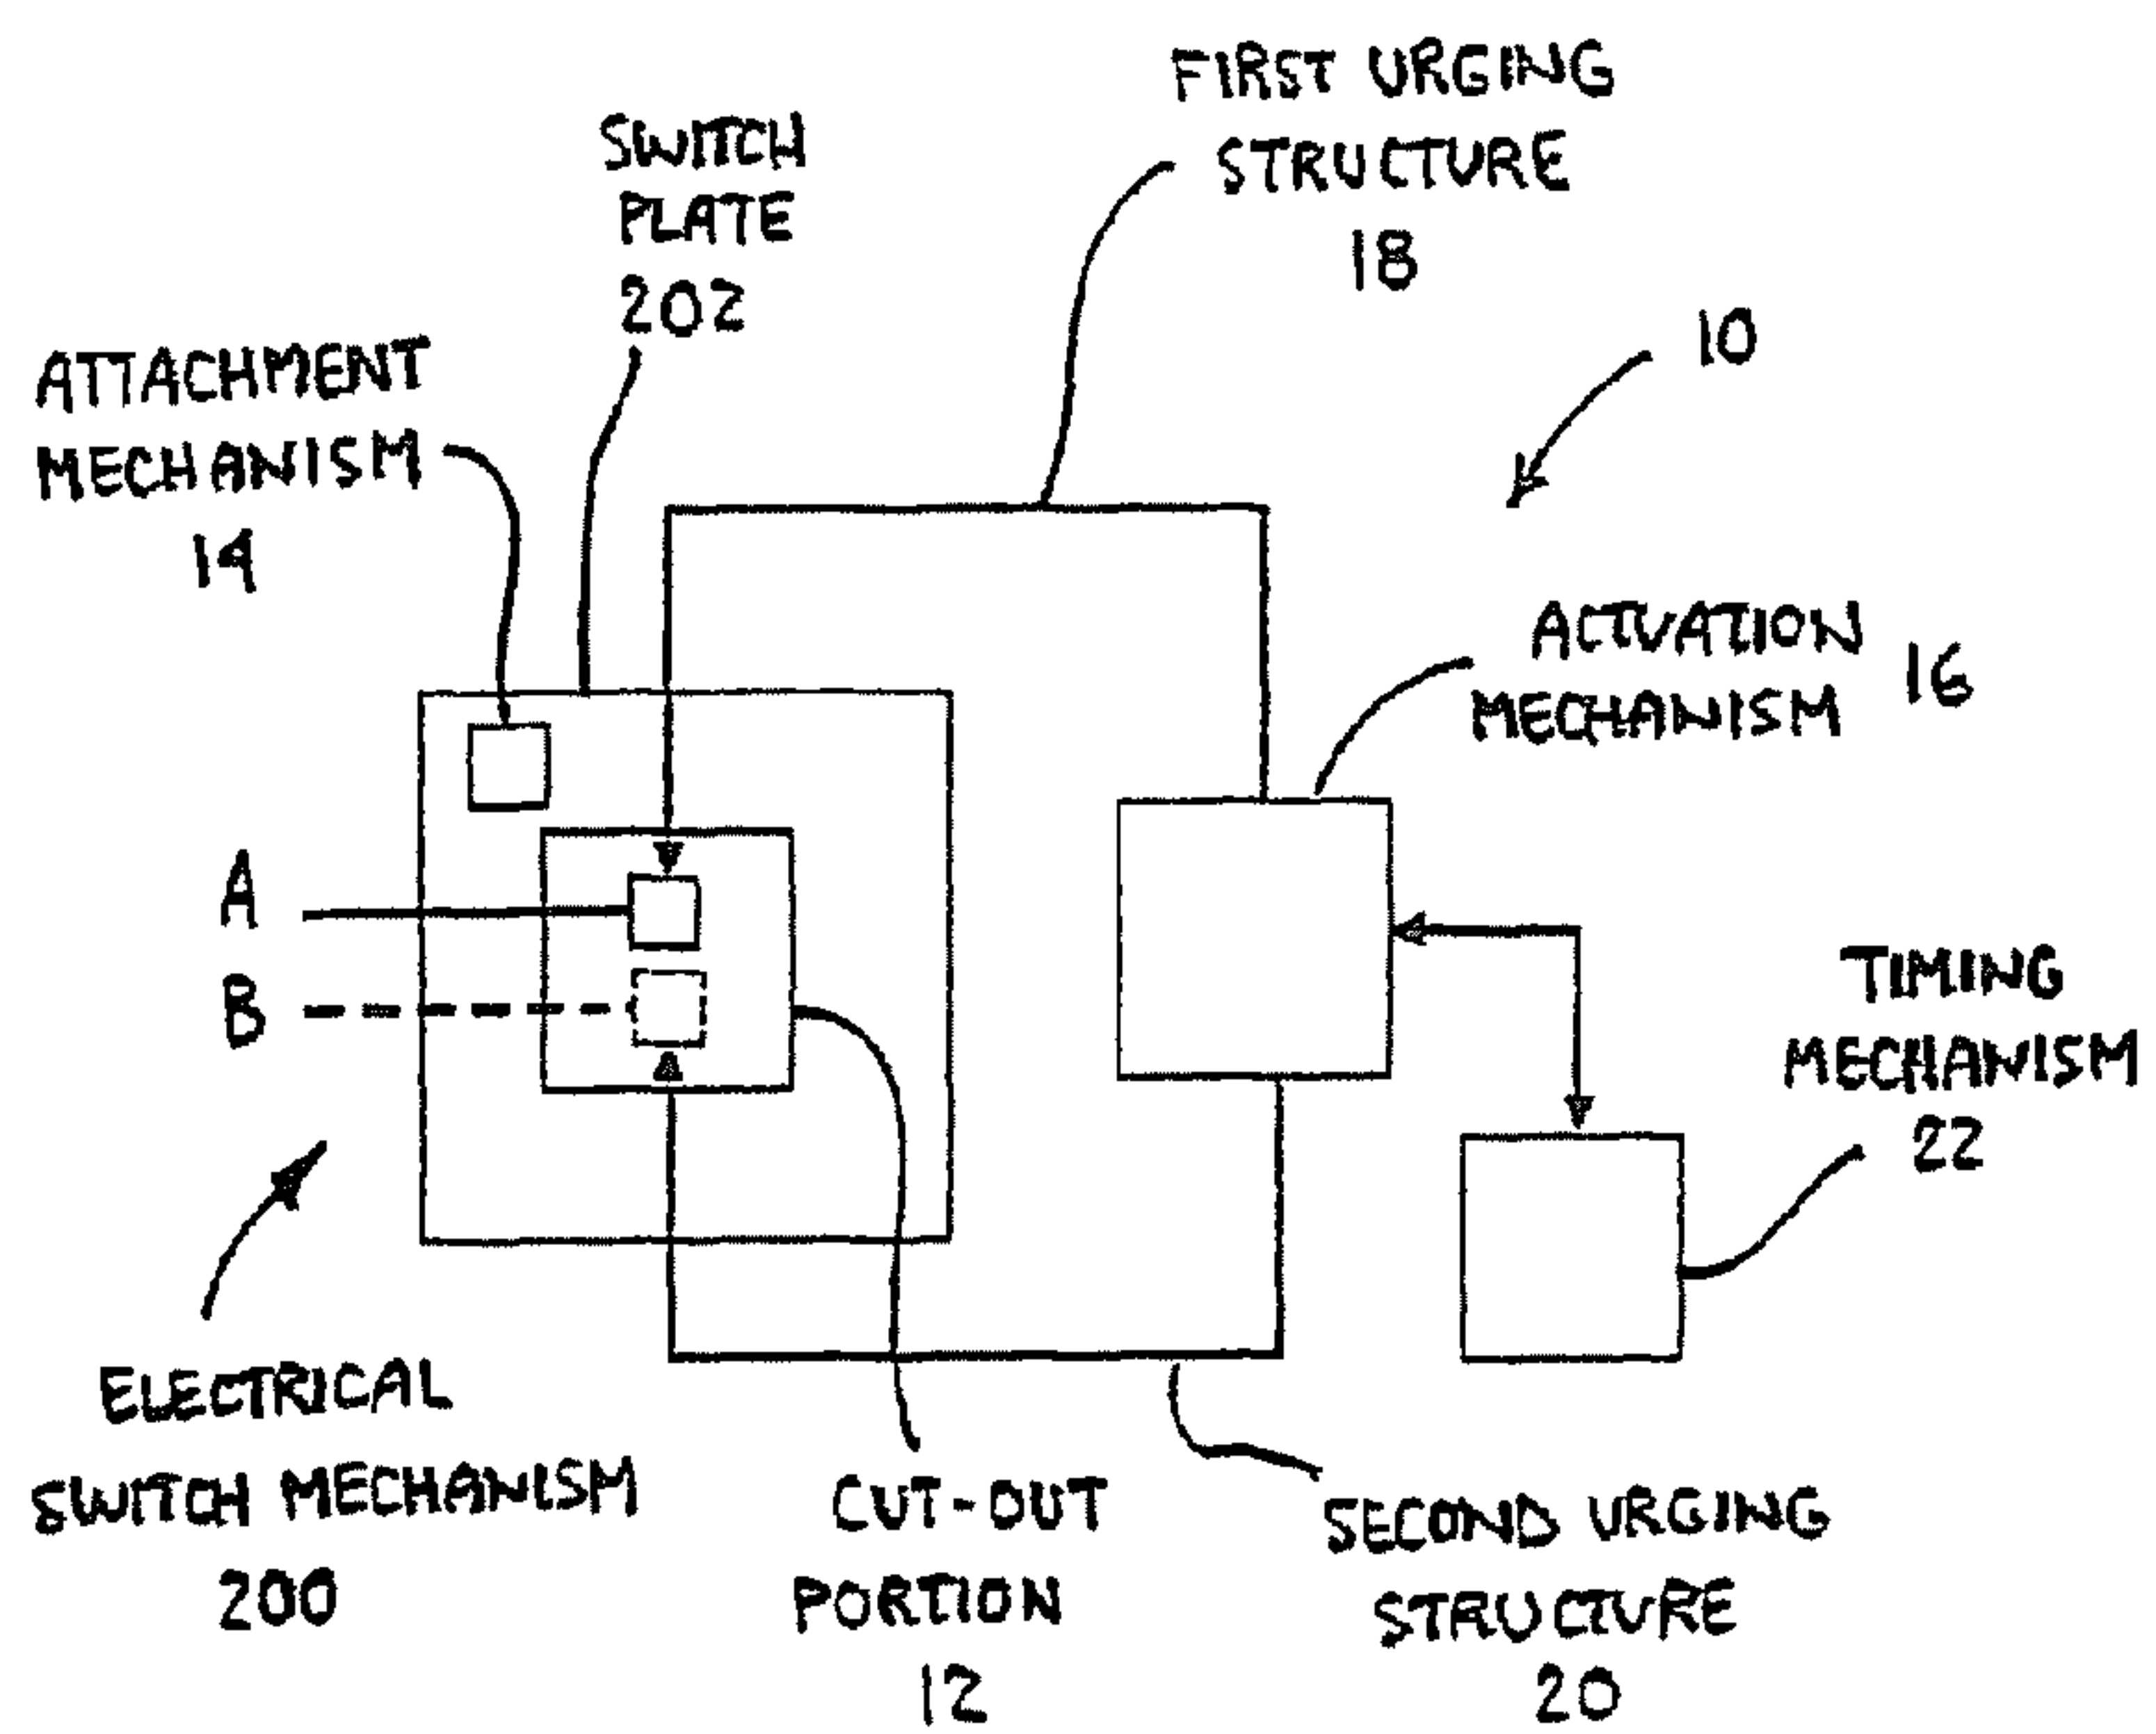 FIRST URGING
STRUCTURE
18
SWITCH
PLATE
202
10
ATTACHMENT
MECHANISM
14
ACTUATION
MECHANISM 16
A
B
TIMING
MECHANISM
22
ELECTRICAL
SWITCH MECHANISM
200
CUT-OUT
PORTION
12
SECOND URGING
STRUCTURE
20